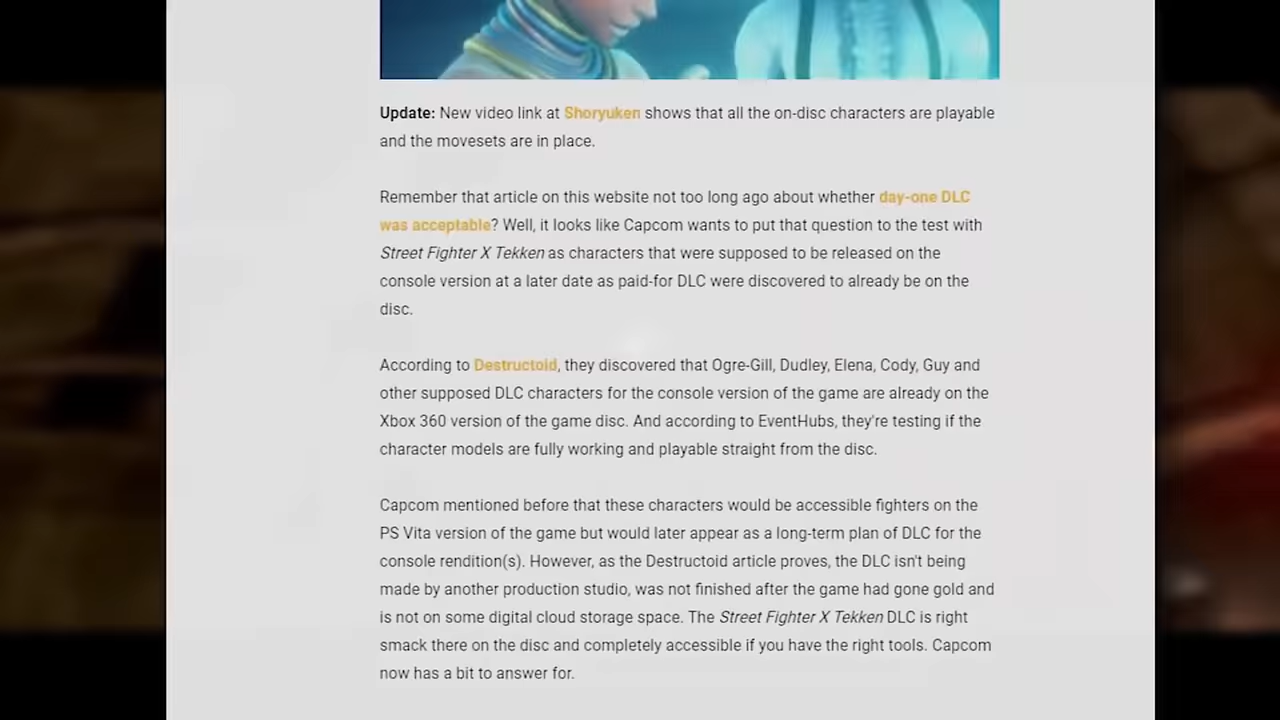 Update: New video link at Shoryuken shows that all the on-disc characters are playable
and the movesets are in place.
Remember that article on this website not too long ago about whether day-one DLC
was acceptable? Well, it looks like Capcom wants to put that question to the test with
Street Fighter X Tekken as characters that were supposed to be released on the
console version at a later date as paid-for DLC were discovered to already be on the
disc.
According to Destructoid, they discovered that Ogre-Gill, Dudley, Elena, Cody, Guy and
other supposed DLC characters for the console version of the game are already on the
Xbox 360 version of the game disc. And according to EventHubs, they're testing if the
character models are fully working and playable straight from the disc.
Capcom mentioned before that these characters would be accessible fighters on the
PS Vita version of the game but would later appear as a long-term plan of DLC for the
console rendition(s). However, as the Destructoid article proves, the DLC isn't being
made by another production studio, was not finished after the game had gone gold and
is not on some digital cloud storage space. The Street Fighter X Tekken DLC is right
smack there on the disc and completely accessible if you have the right tools. Capcom
now has a bit to answer for.